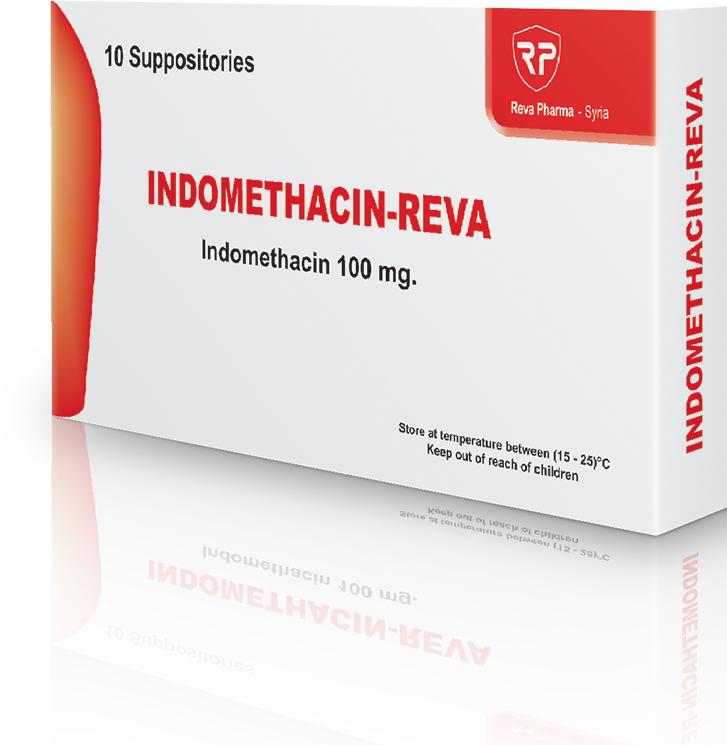 10 Suppositories
RP
Reva Pharma - Syria
INDOMETHACIN-REVA
Indomethacin 100 mg.
Store at temperature between (15 - 25)°C
Keep out of reach of children
INDOMETHACIN-REVA